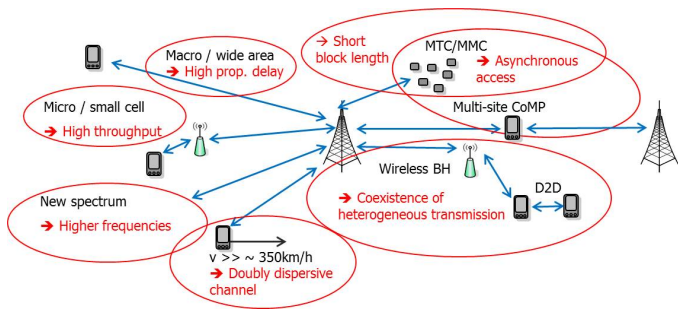 Macro / wide area
→ High prop. delay
→ Short
block length
MTC/MMC
→ Asynchronous
access
Micro / small cell
→ High throughput
Multi-site CoMP
Wireless BH
D2D
→ Coexistence of
heterogeneous transmission
New spectrum
→ Higher frequencies
v >> ~ 350km/h
→ Doubly dispersive
channel